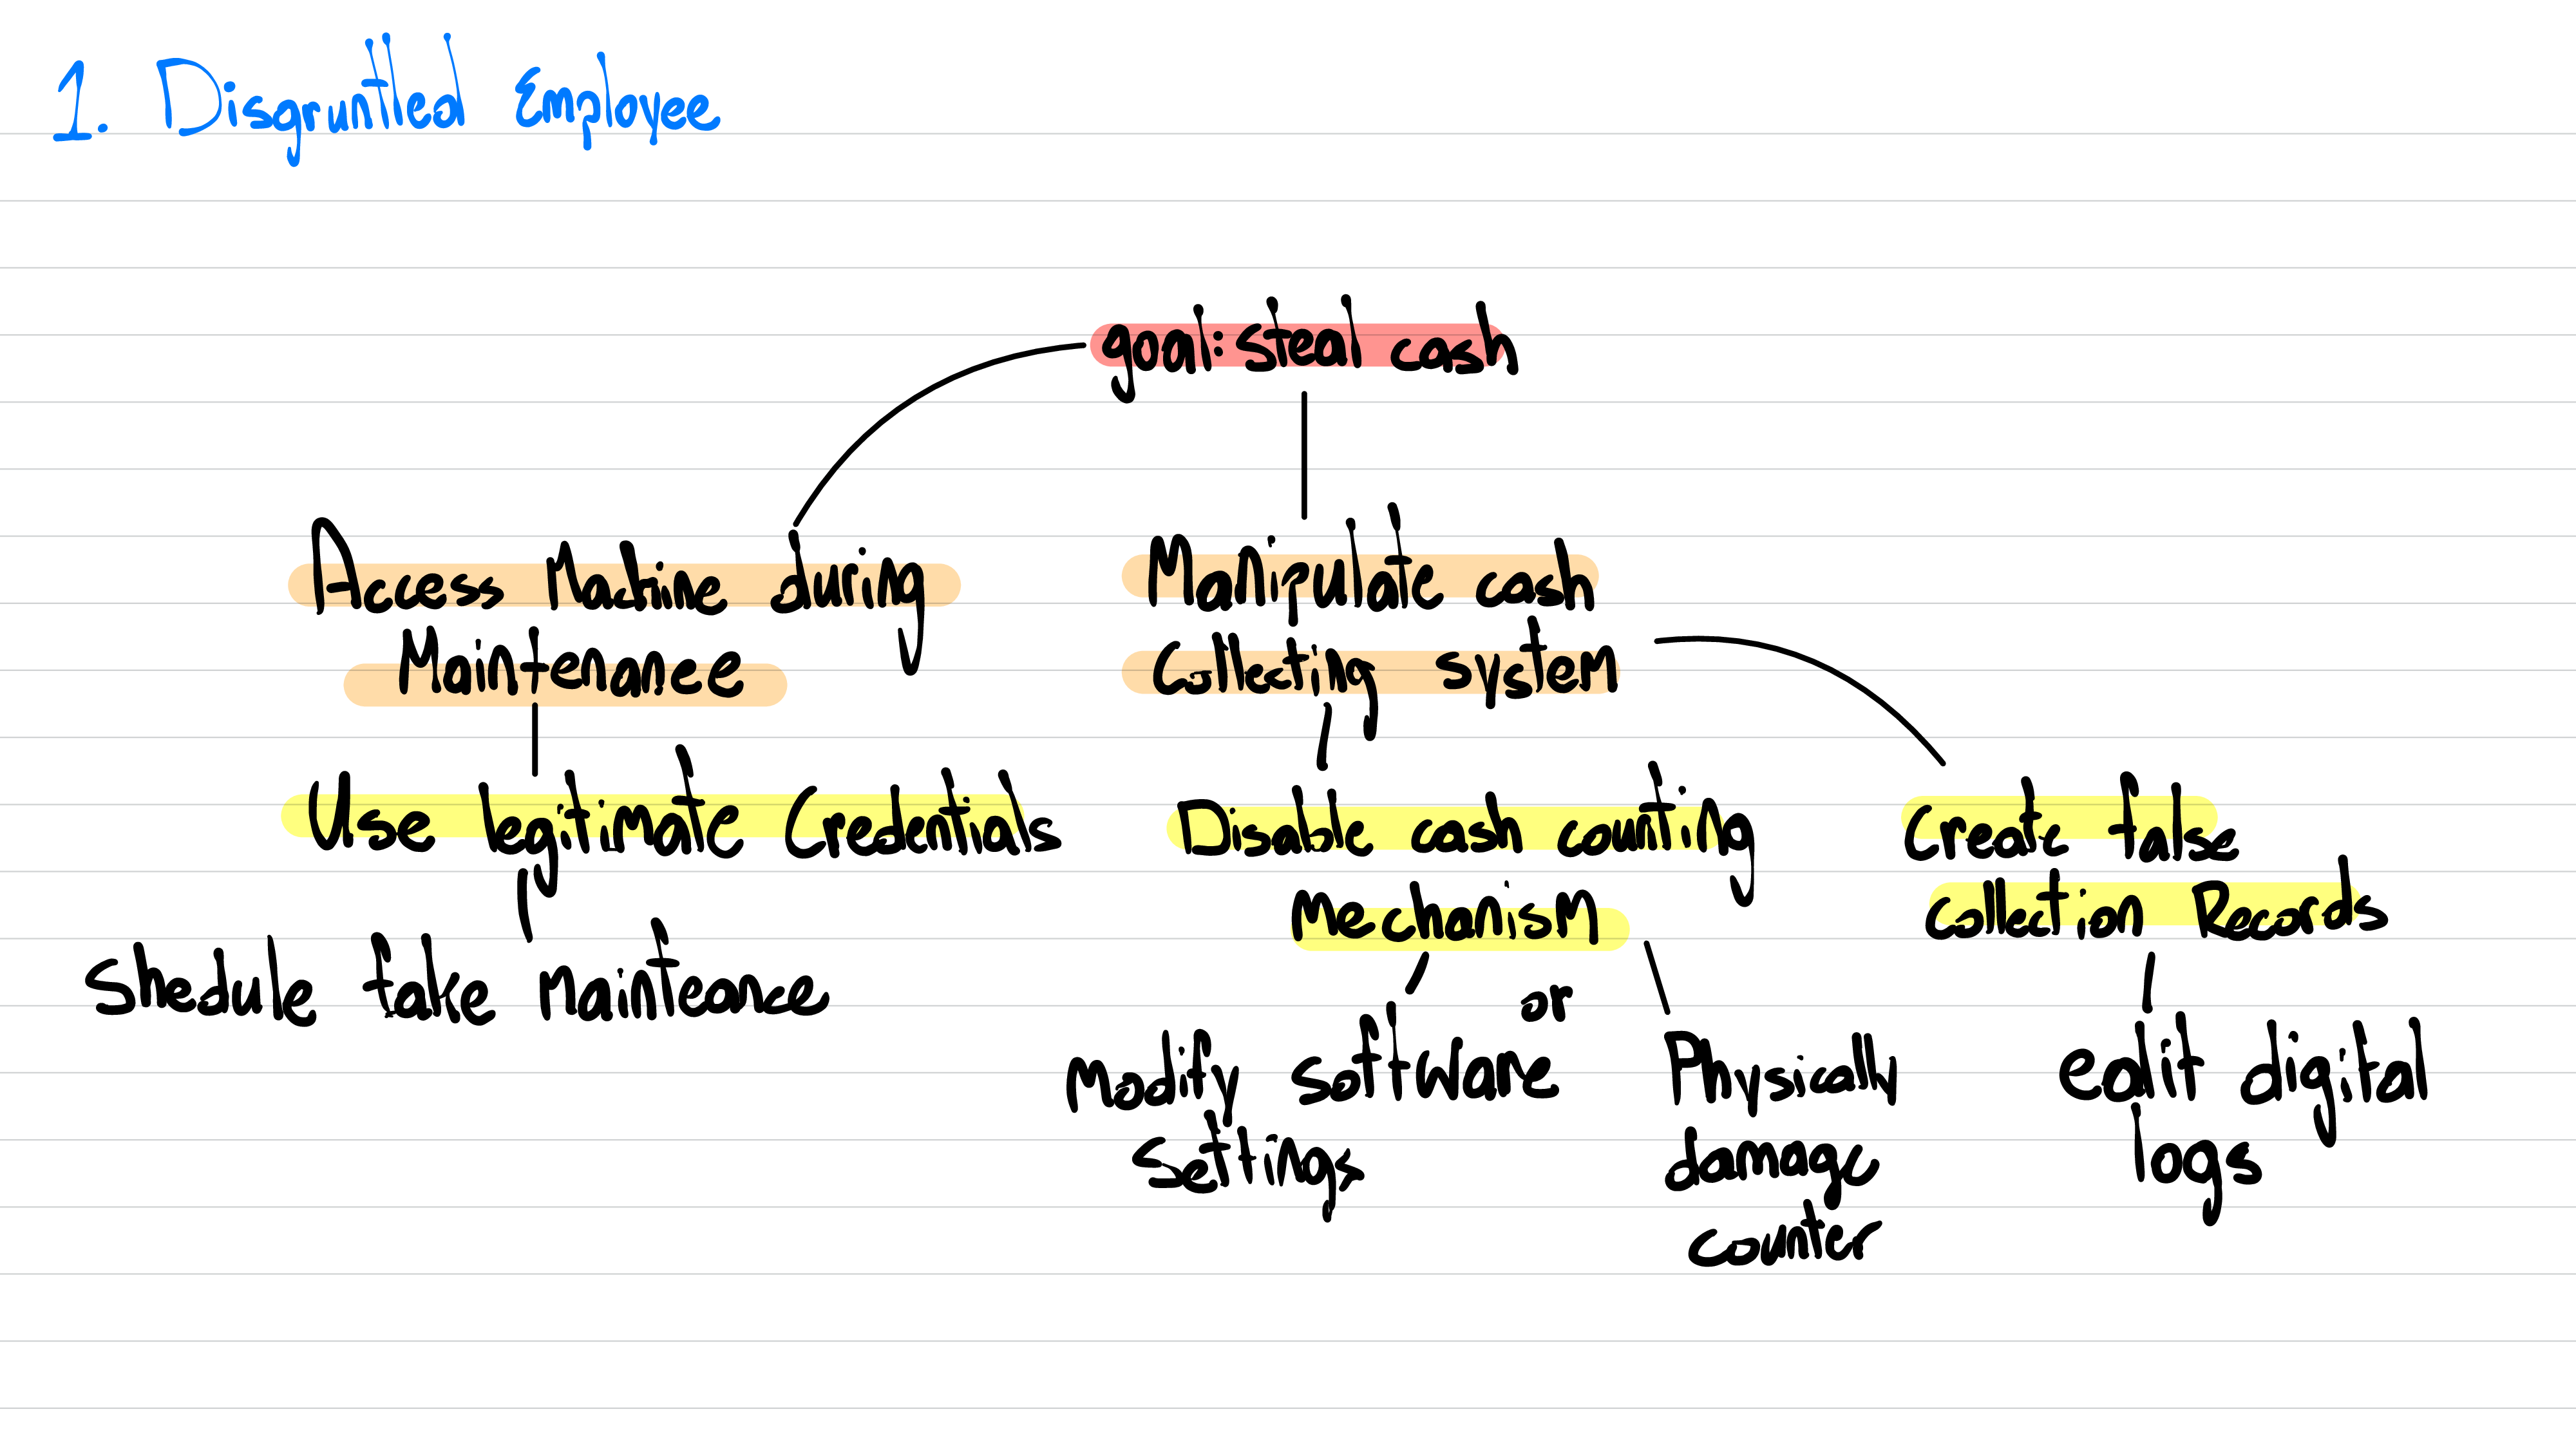 1. Disgruntled Employee
goal: steal cash
Access Machine during
Maintenance
Manipulate cash
Collecting system
Use legitimate Credentials
Shedule fake Mainteance
Disable cash counting
Mechanism
or
Modify software
Settings
Physically
damage
counter
Create false
Collection Records
edit digital
logs